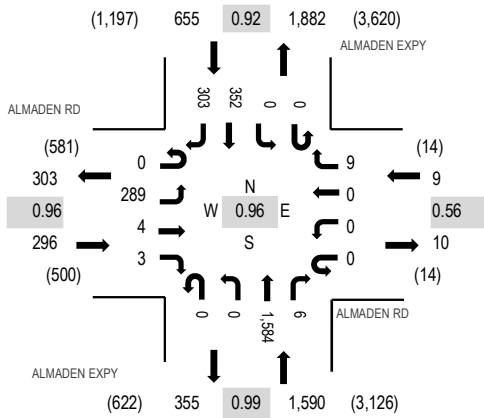 (1,197) 655 0.92 1,882 (3,620)
ALMADEN EXPY
303 352 0 0
ALMADEN RD
(581) 0 9 (14)
303 289 N 0 9
0.96 W 0.96 E 0.56
296 4 S 0 10
(500) 3 0 (14)
0 0 1,584 6
ALMADEN RD
ALMADEN EXPY
(622) 355 0.99 1,590 (3,126)